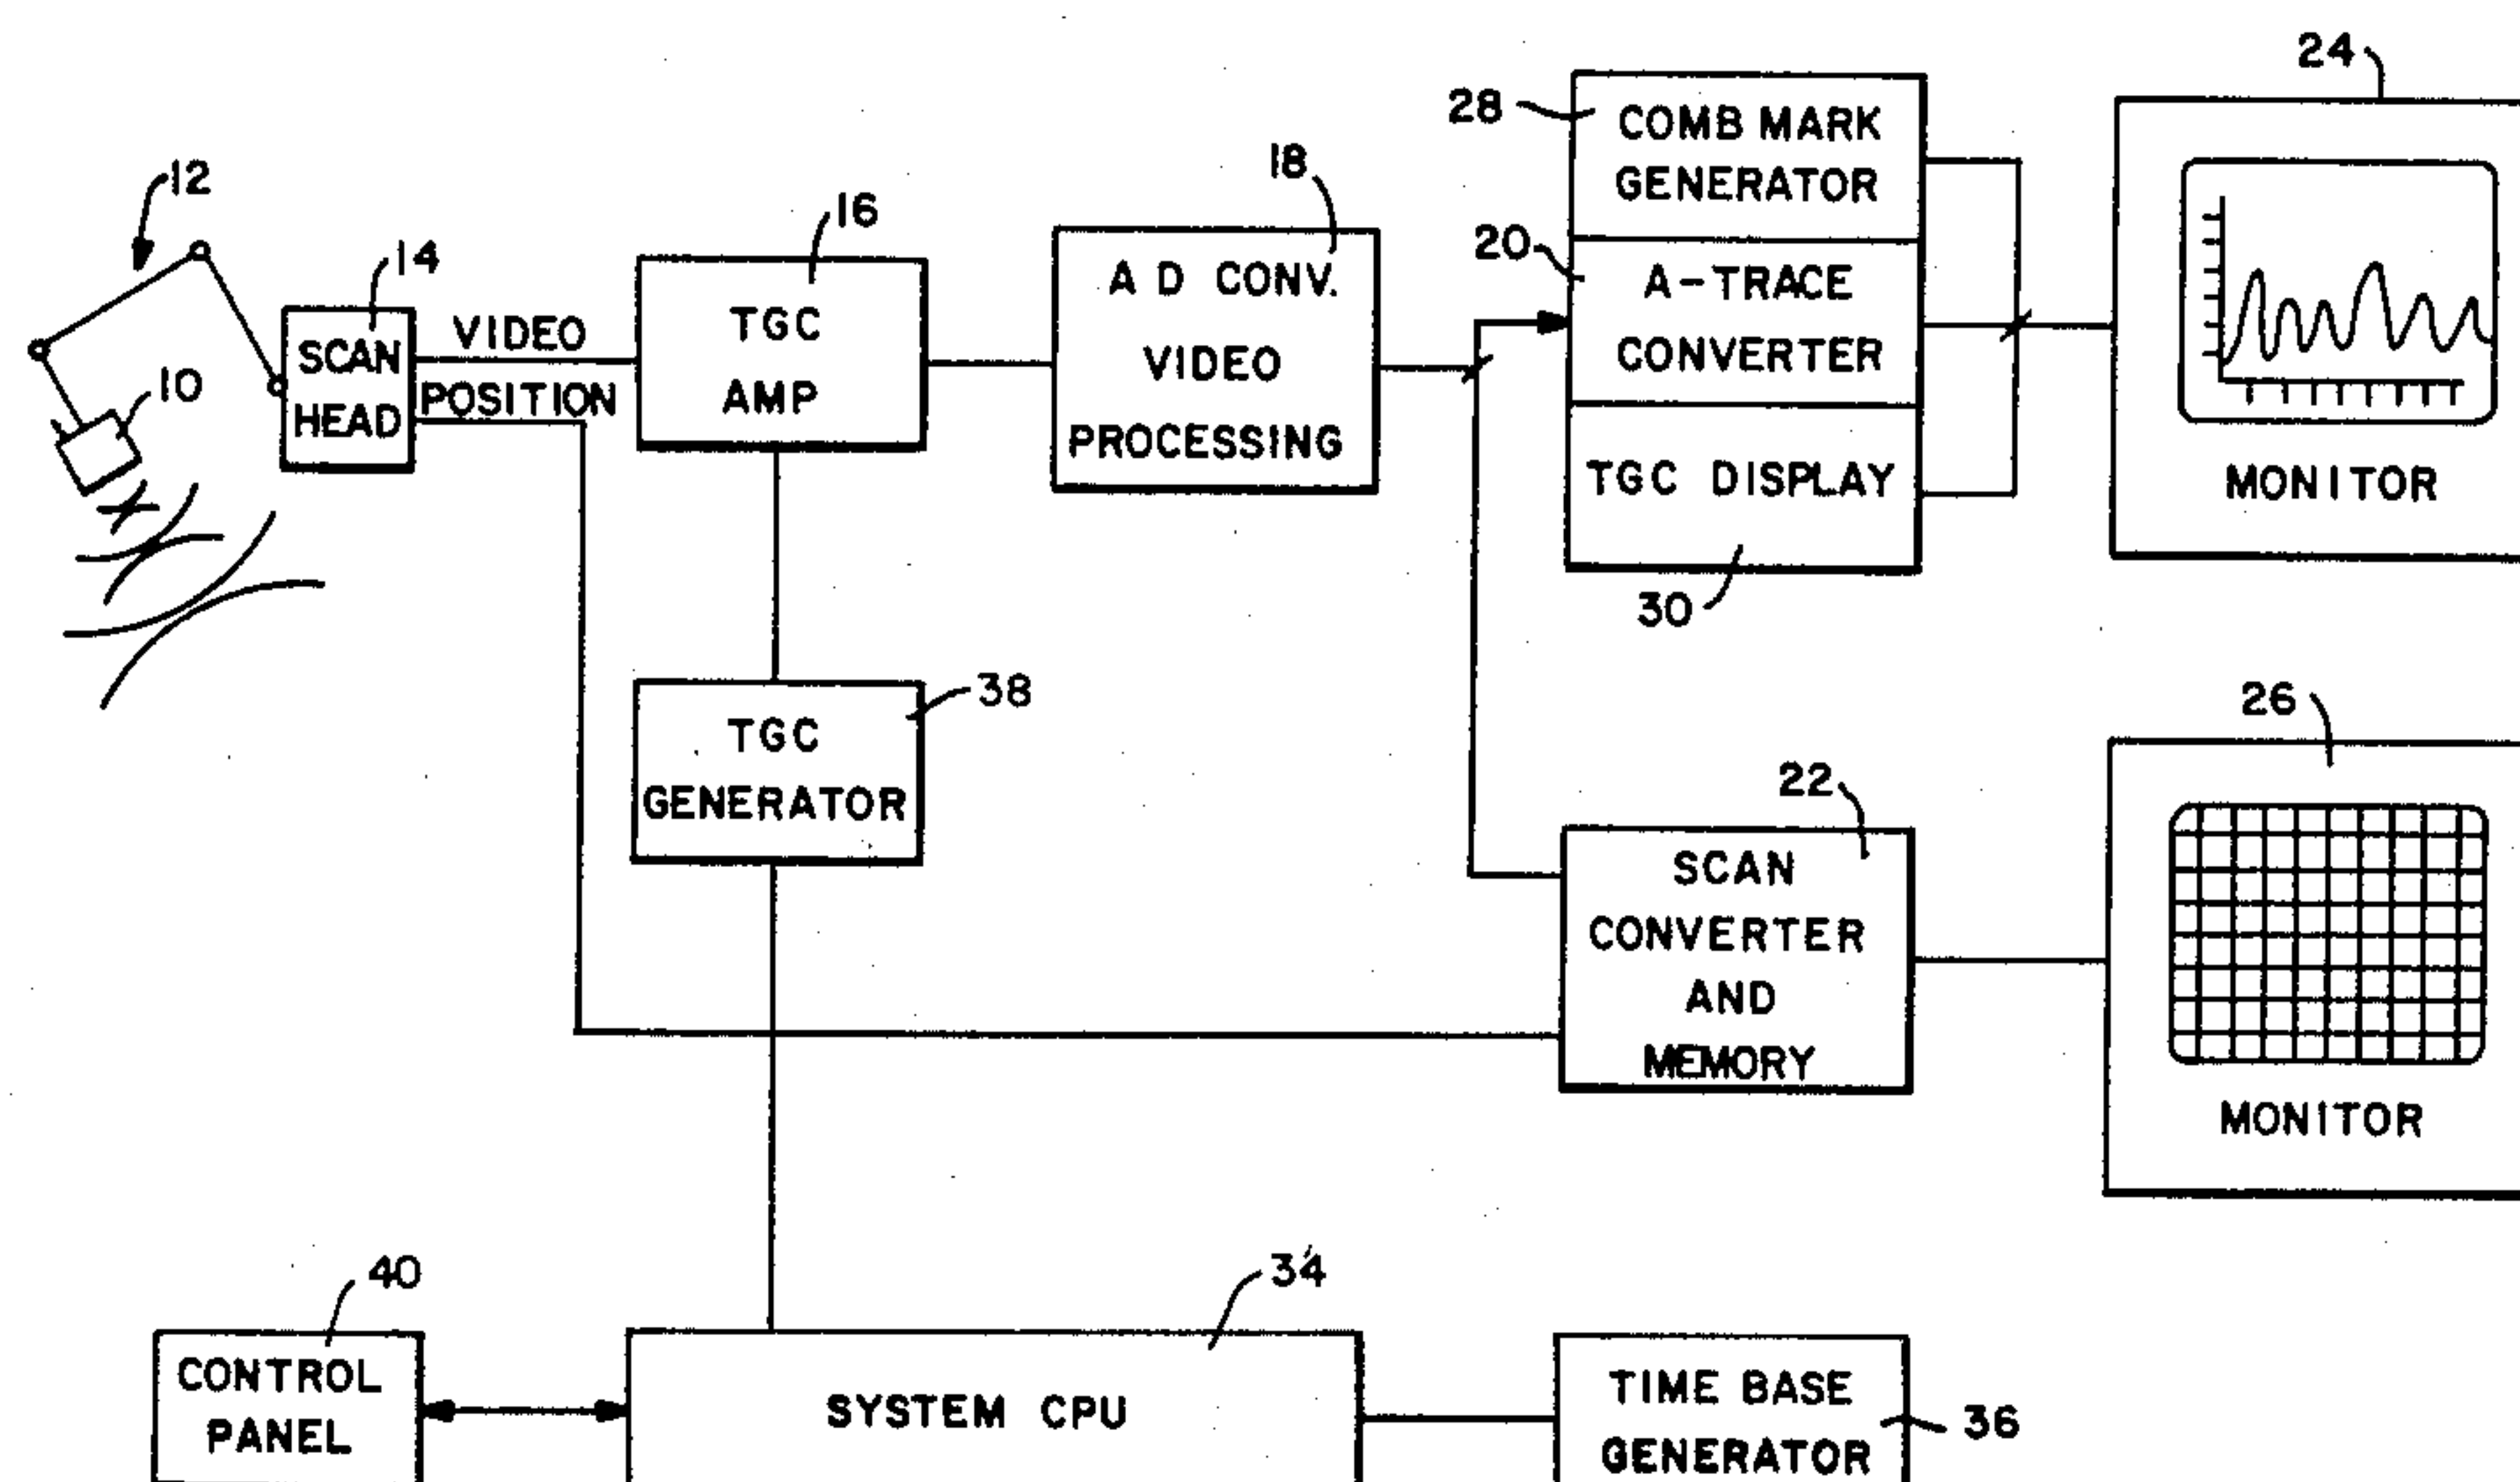 24
28
COMB MARK
GENERATOR
12
18
16
20
14
A-TRACE
CONVERTER
A D CONV.
VIDEO
PROCESSING
TGC
AMP
VIDEO
POSITION
SCAN
HEAD
10
TGC DISPLAY
MONITOR
30
38
TGC
GENERATOR
26
22
SCAN
CONVERTER
AND
MEMORY
MONITOR
40
34
CONTROL
PANEL
SYSTEM CPU
TIME BASE
GENERATOR
36